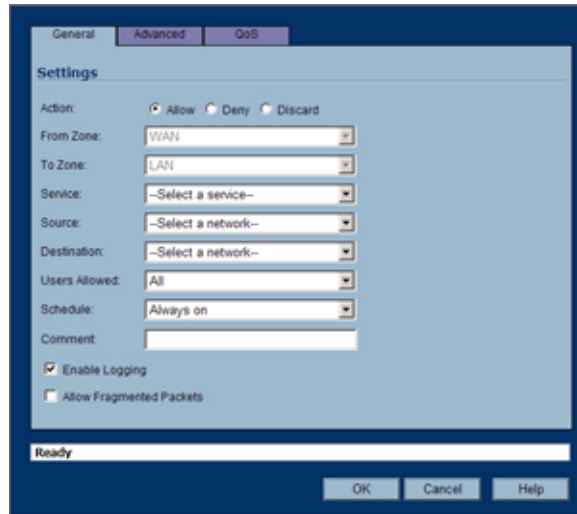 General Advanced QoS
Settings
Action: Allow Deny Discard
From Zone: WAN
To Zone: LAN
Service: --Select a service--
Source: --Select a network--
Destination: --Select a network--
Users Allowed: All
Schedule: Always on
Comment:
Enable Logging
Allow Fragmented Packets
Ready
OK Cancel Help